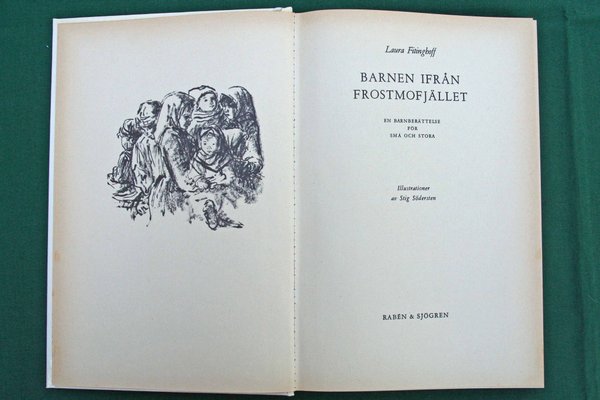 Laura Fitinghoff
BARNEN IFRÅN
FROSTMOFJÄLLET
EN BARNBERÄTTELSE
FÖR
SMÅ OCH STORA
Illustrationer
av Stig Södersten
RABÉN & SJÖGREN